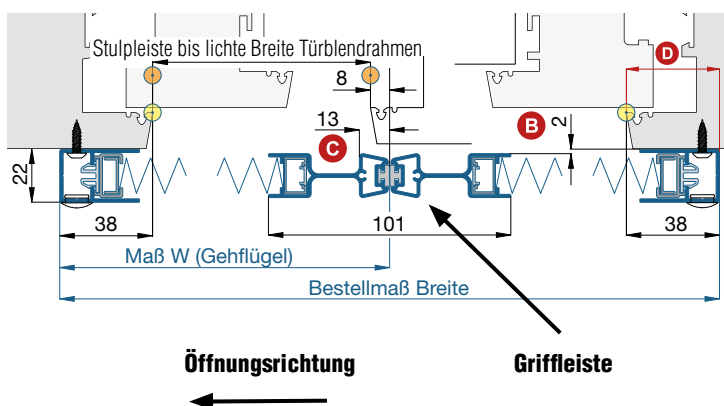 Stulpleiste bis lichte Breite Türblendrahmen
D
8
B
2
13
C
22
38
101
38
Maß W (Gehflügel)
Bestellmaß Breite
Öffnungsrichtung
Griffleiste